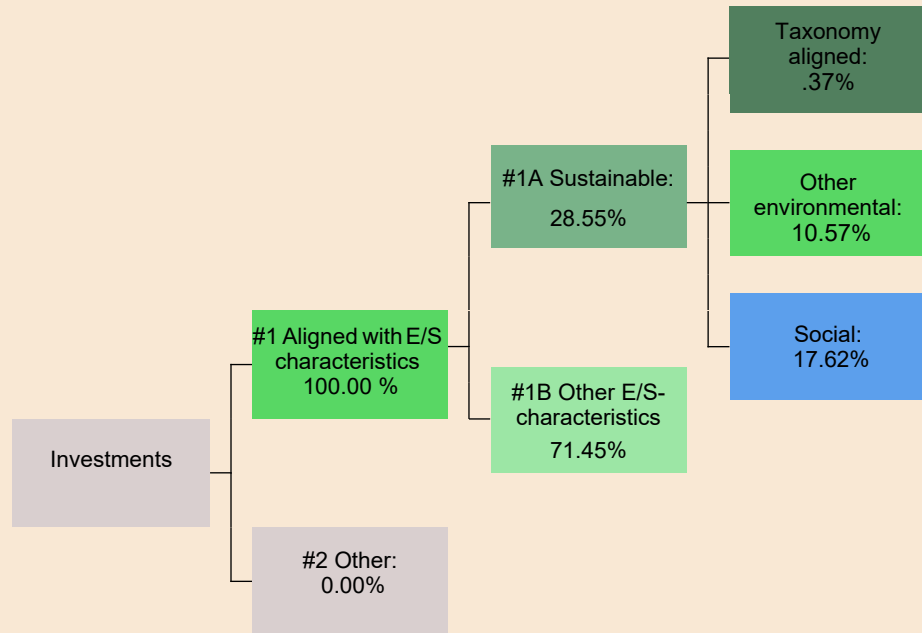 Taxonomy
aligned:
.37%
#1A Sustainable:
28.55%
Other
environmental:
10.57%
#1 Aligned with E/S
characteristics
100.00 %
Social:
17.62%
#1B Other E/S-
characteristics
71.45%
Investments
#2 Other:
0.00%